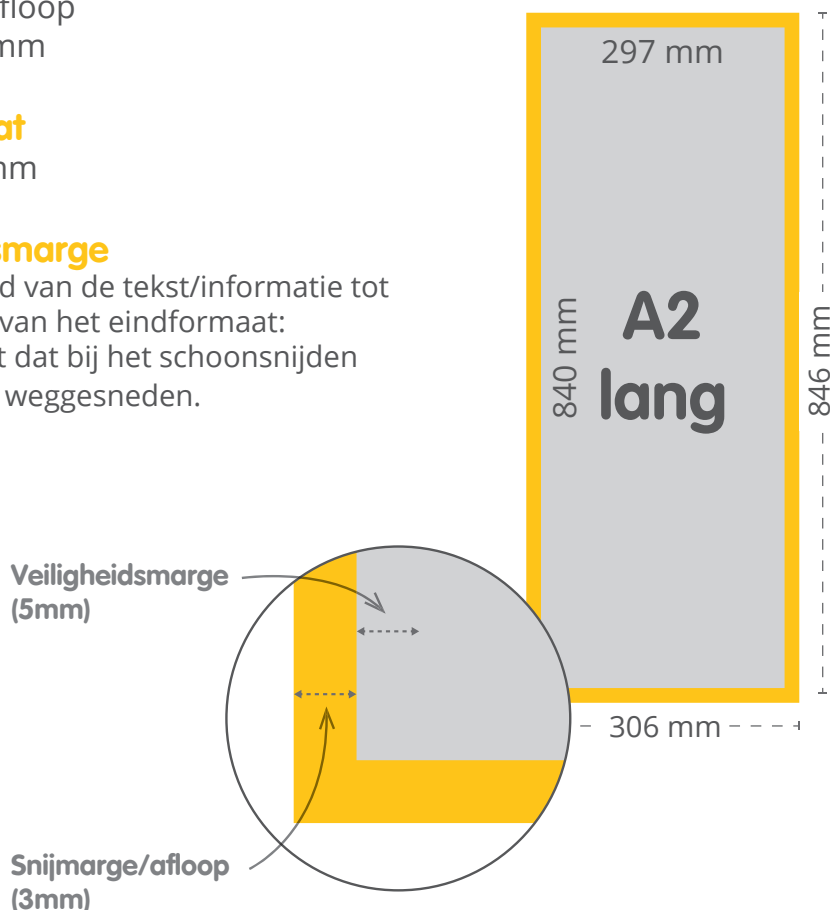 floop
mm
at
mm
smarge
d van de tekst/informatie tot
van het eindformaat:
t dat bij het schoonsnijden
weggesneden.
297 mm
840 mm
A2
lang
846 mm
306 mm
Veiligheidsmarge
(5mm)
Snijmarge/afloop
(3mm)